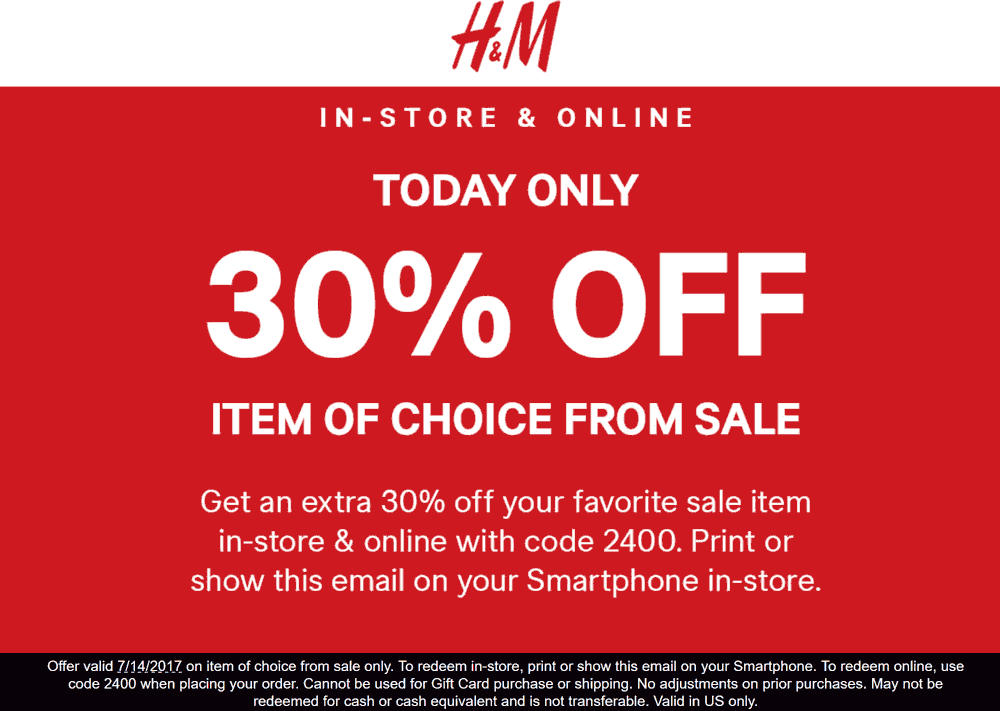 H&M
IN-STORE & ONLINE
TODAY ONLY
30% OFF
ITEM OF CHOICE FROM SALE
Get an extra 30% off your favorite sale item
in-store & online with code 2400. Print or
show this email on your Smartphone in-store.
Offer valid 7/14/2017 on item of choice from sale only. To redeem in-store, print or show this email on your Smartphone. To redeem online, use
code 2400 when placing your order. Cannot be used for Gift Card purchase or shipping. No adjustments on prior purchases. May not be
redeemed for cash or cash equivalent and is not transferable. Valid in US only.